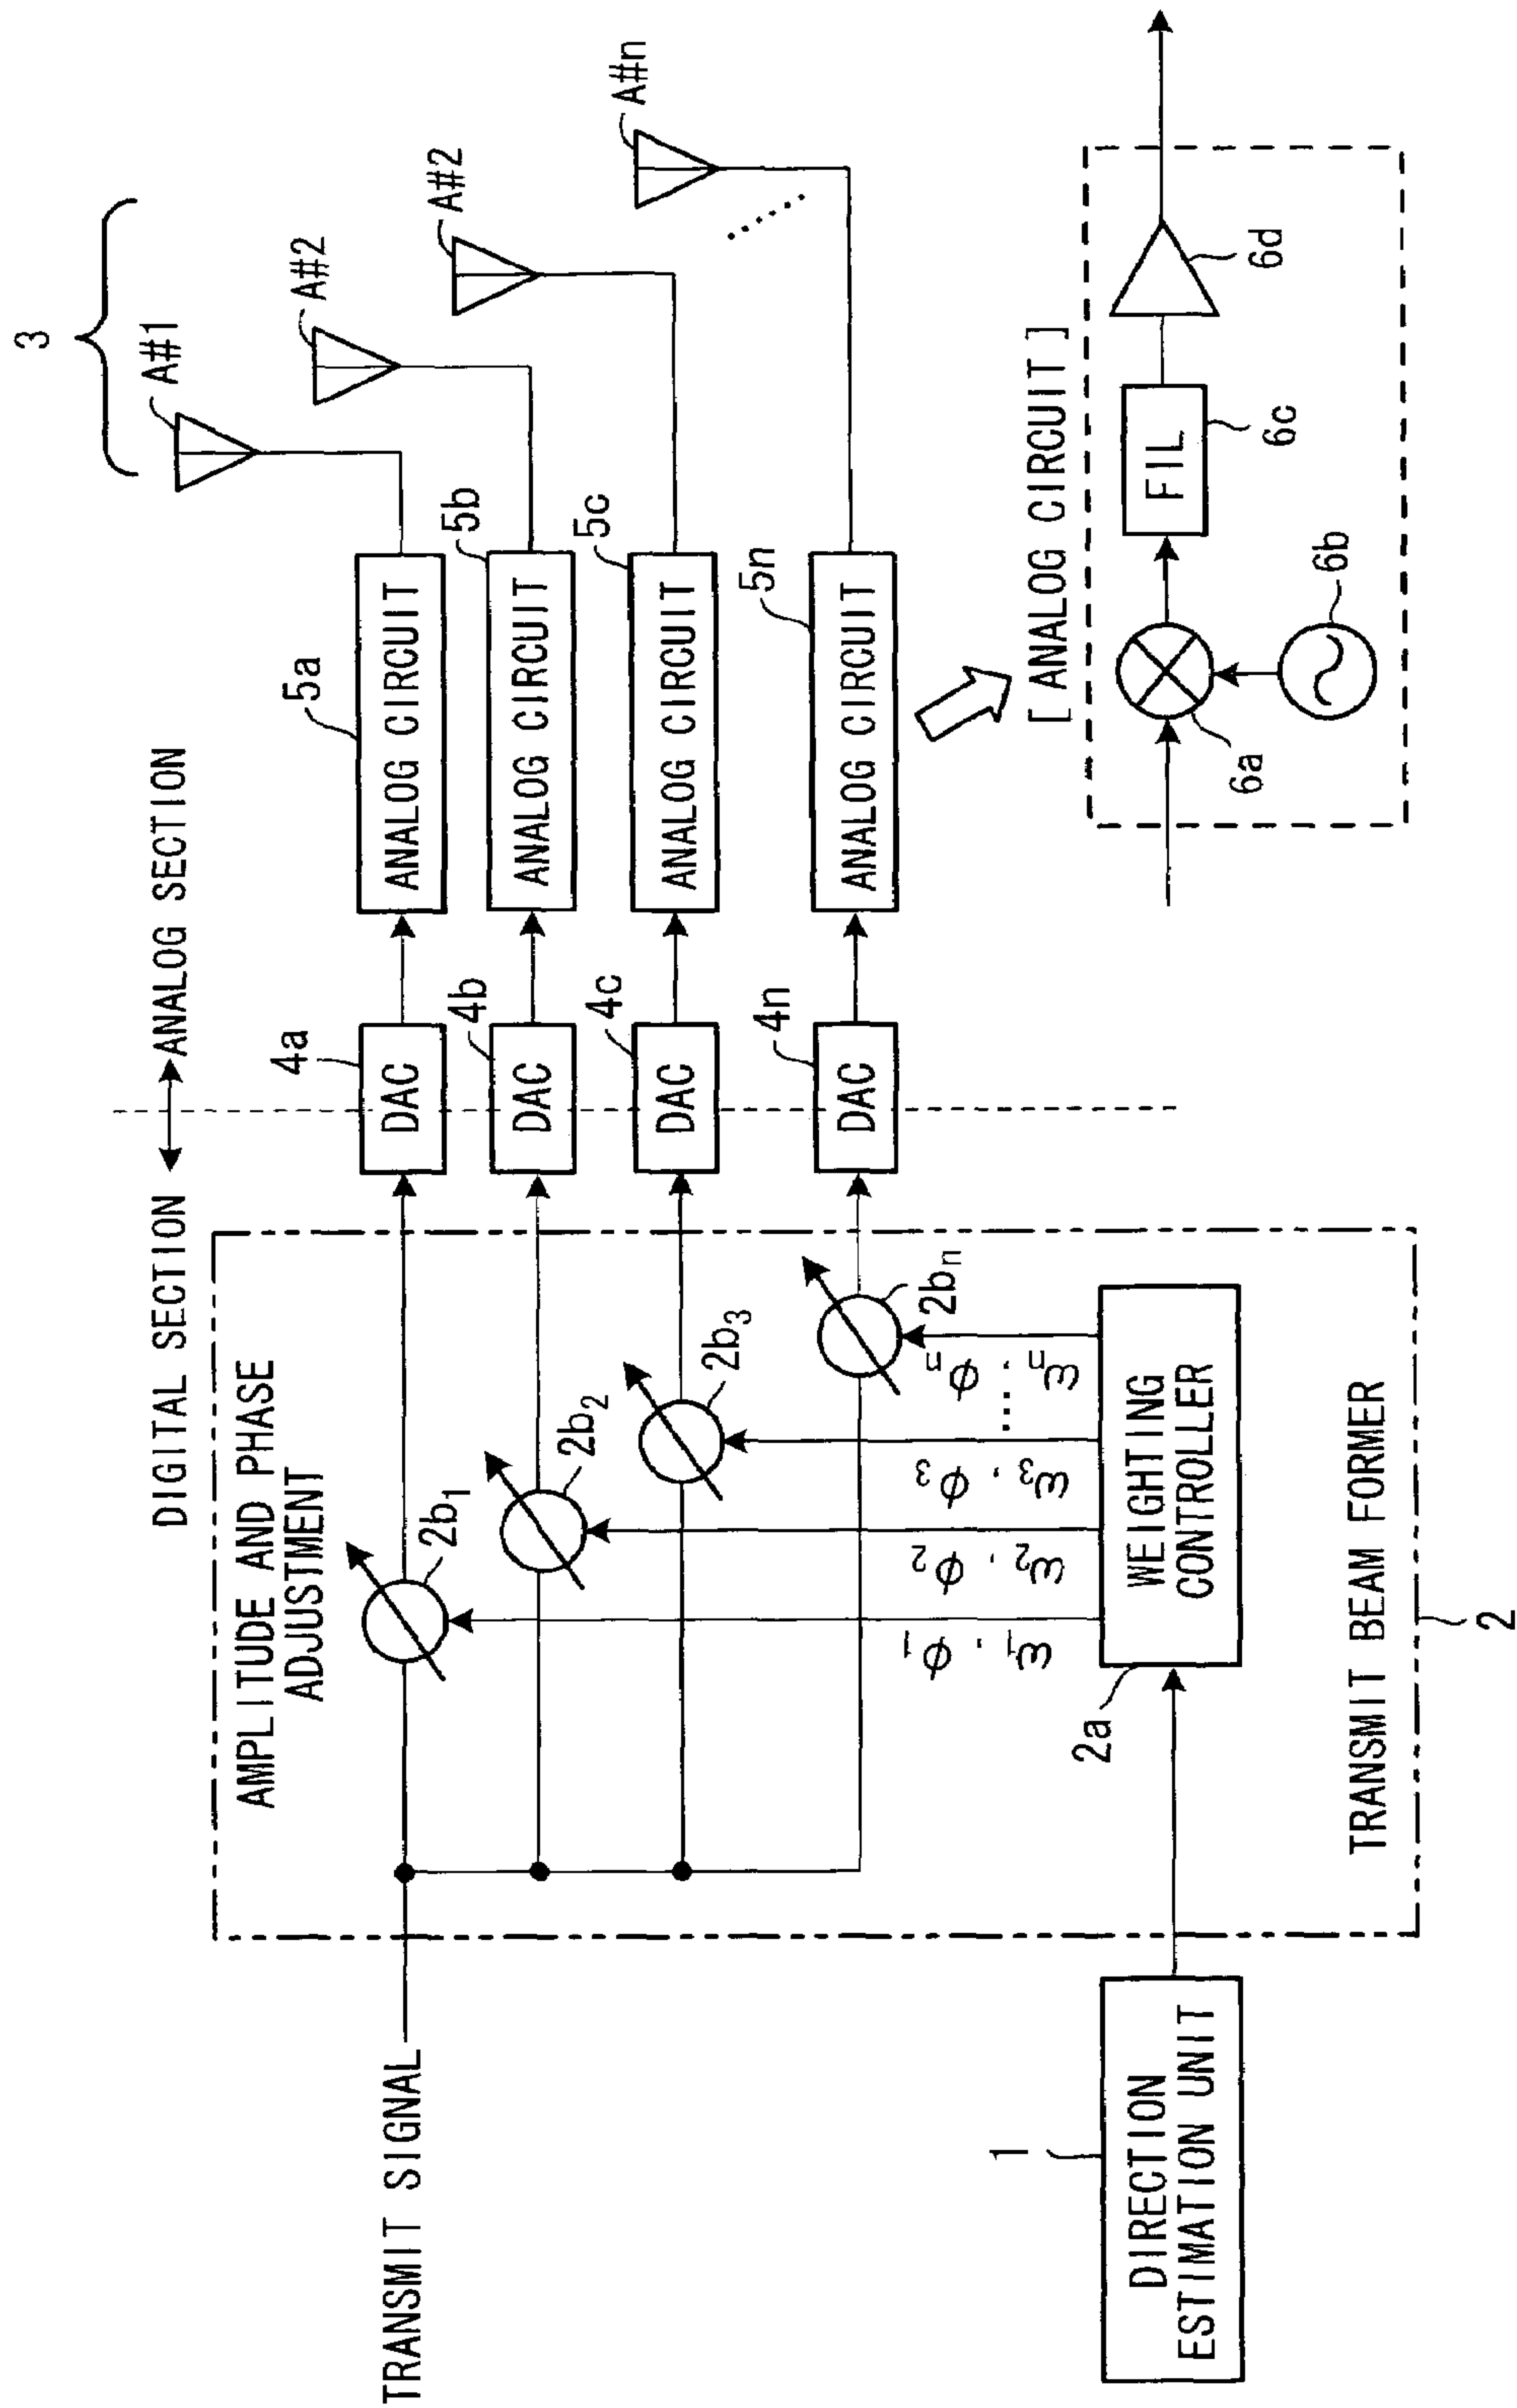 3
A#1
A#2
A#2
A#n
DIGITAL SECTION
ANALOG SECTION
AMPLITUDE AND PHASE
ADJUSTMENT
TRANSMIT SIGNAL
2b1
4a
DAC
5a
ANALOG CIRCUIT
2b2
4b
DAC
5b
ANALOG CIRCUIT
2b3
4c
DAC
5c
ANALOG CIRCUIT
2bn
4n
DAC
5n
ANALOG CIRCUIT
ω1, φ1
ω2, φ2
ω3, φ3
....
ωn, φn
......
1
DIRECTION
ESTIMATION UNIT
2a
WEIGHTING
CONTROLLER
TRANSMIT BEAM FORMER
2
[ANALOG CIRCUIT]
6a
6b
FIL
6c
6d